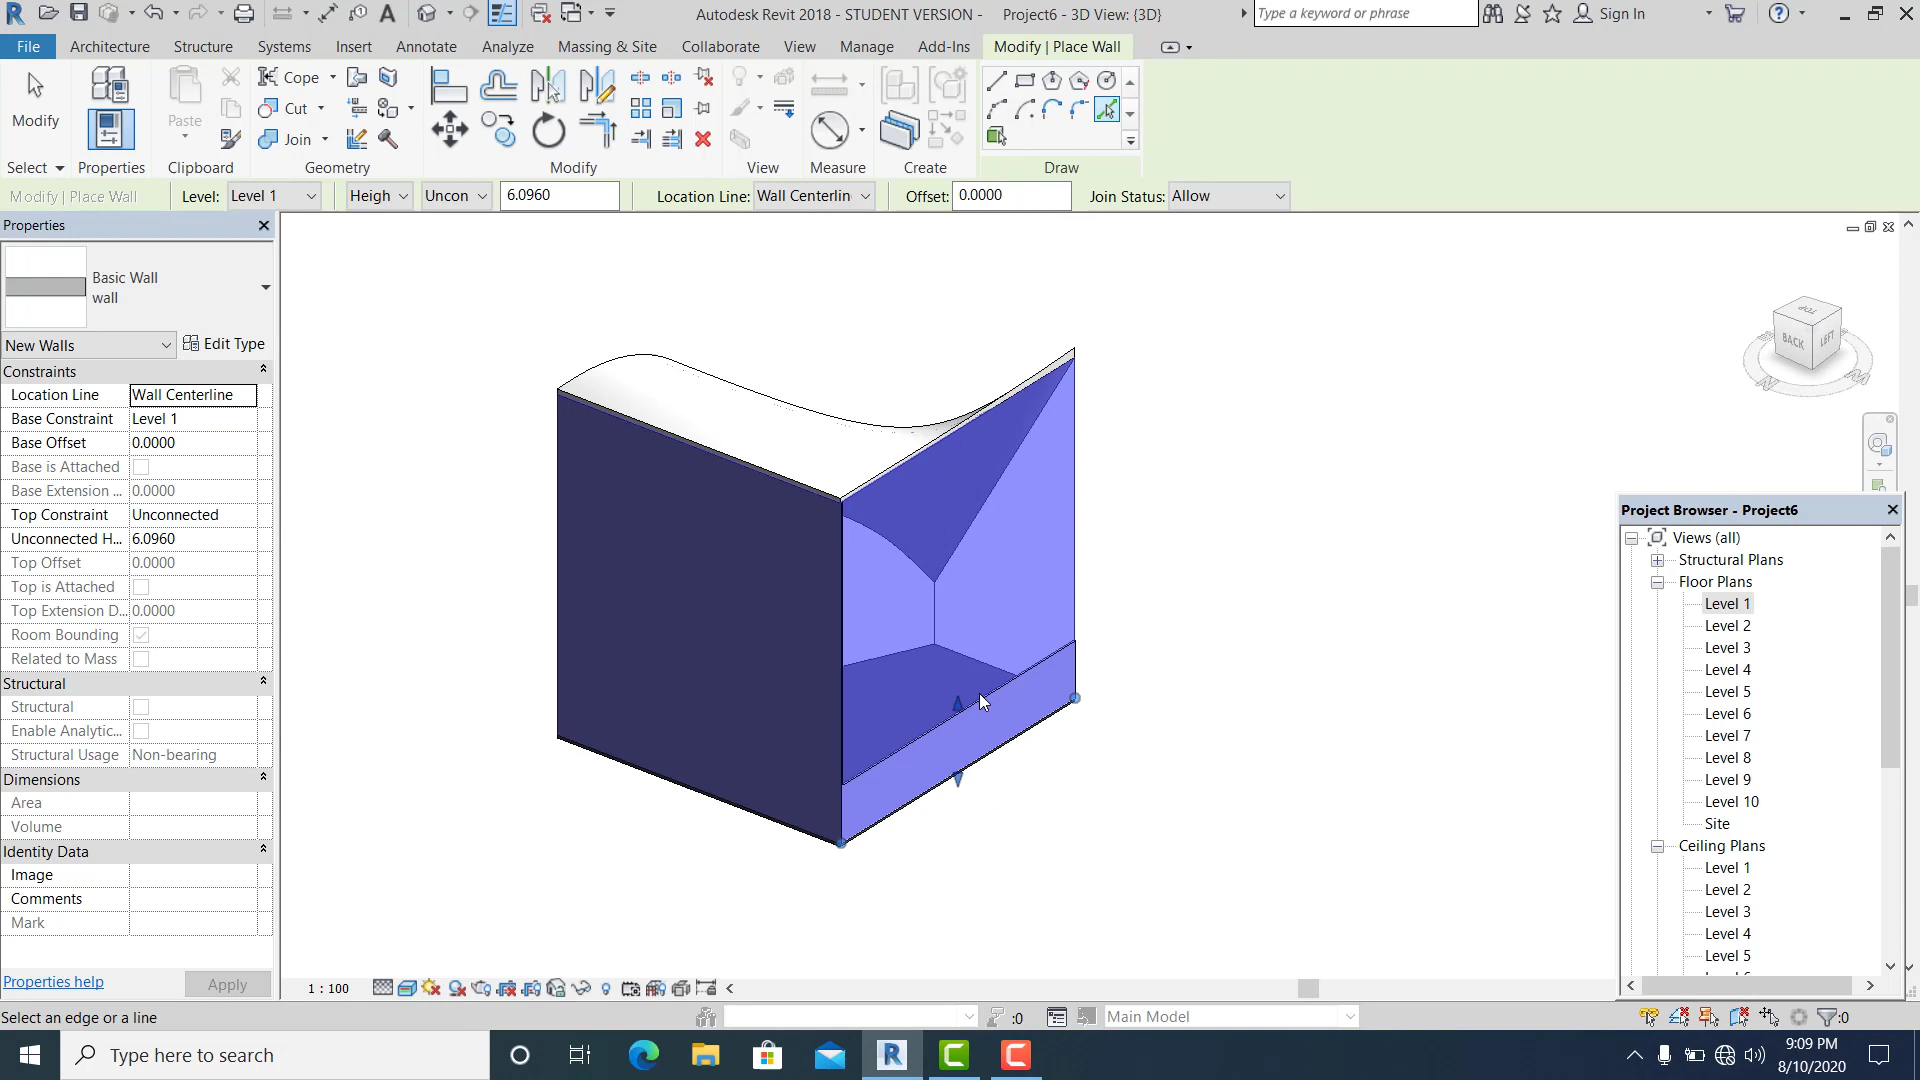 Autodesk Revit 2018 - STUDENT VERSION - Project6 - 3D View: {3D}
Type a keyword or phrase
Sign In
File Architecture Structure Systems Insert Annotate Analyze Massing & Site Collaborate View Manage Add-Ins Modify | Place Wall
Modify
Paste
Cope
Cut
Join
Select Properties Clipboard Geometry Modify View Measure Create Draw
Modify | Place Wall Level: Level 1 Heigh Uncon 6.0960 Location Line: Wall Centerlin Offset: 0.0000 Join Status: Allow
Properties
Basic Wall
wall
New Walls Edit Type
Constraints
Location Line Wall Centerline
Base Constraint Level 1
Base Offset 0.0000
Base is Attached
Base Extension ... 0.0000
Top Constraint Unconnected
Unconnected H... 6.0960
Top Offset 0.0000
Top is Attached
Top Extension D... 0.0000
Room Bounding
Related to Mass
Structural
Structural
Enable Analytic...
Structural Usage Non-bearing
Dimensions
Area
Volume
Identity Data
Image
Comments
Mark
Properties help Apply
TOP
BACK LEFT
Project Browser - Project6
Views (all)
Structural Plans
Floor Plans
Level 1
Level 2
Level 3
Level 4
Level 5
Level 6
Level 7
Level 8
Level 9
Level 10
Site
Ceiling Plans
Level 1
Level 2
Level 3
Level 4
Level 5
1 : 100
Select an edge or a line :0 Main Model :0
Type here to search
9:09 PM
8/10/2020